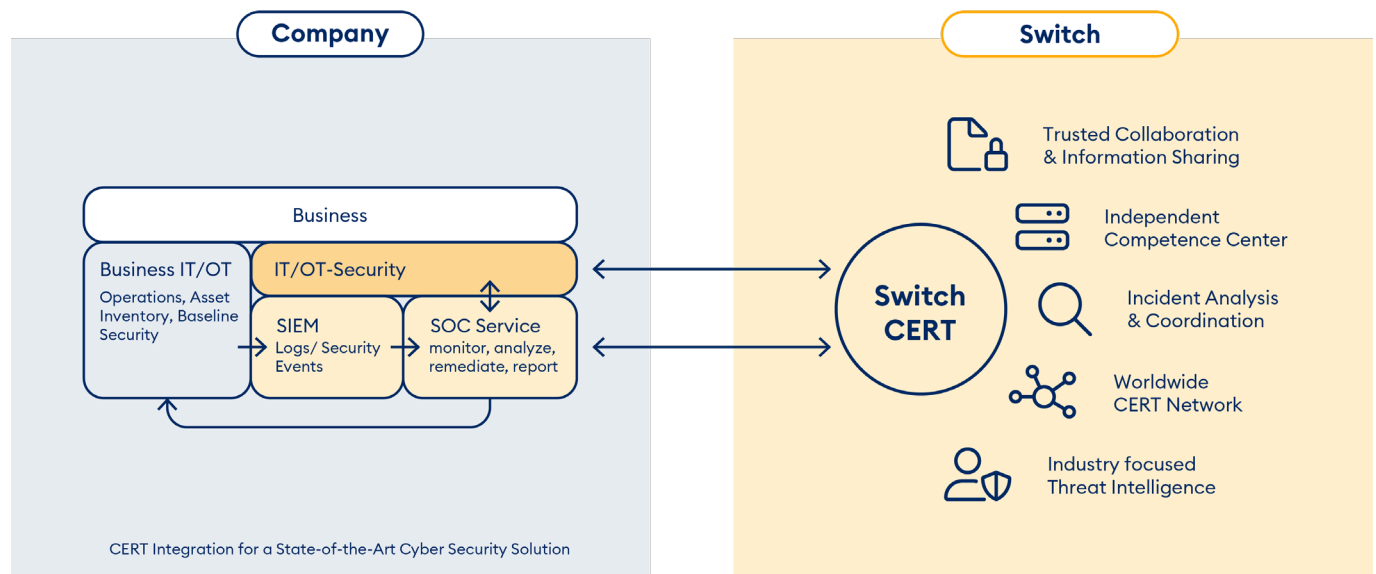 Company
Switch
Business
Business IT/OT
Operations, Asset
Inventory, Baseline
Security
IT/OT-Security
SIEM
Logs/ Security
Events
SOC Service
monitor, analyze,
remediate, report
CERT Integration for a State-of-the-Art Cyber Security Solution
Switch
CERT
Trusted Collaboration
& Information Sharing
Independent
Competence Center
Incident Analysis
& Coordination
Worldwide
CERT Network
Industry focused
Threat Intelligence